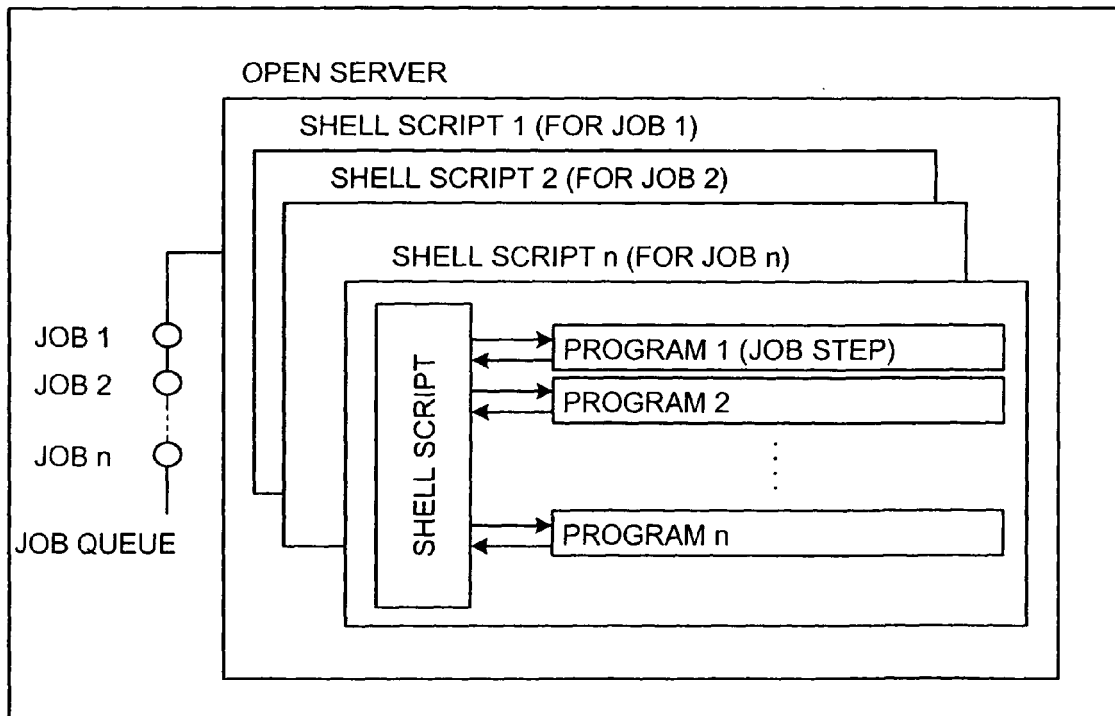 OPEN SERVER
SHELL SCRIPT 1 (FOR JOB 1)
SHELL SCRIPT 2 (FOR JOB 2)
SHELL SCRIPT n (FOR JOB n)
JOB 1
JOB 2
JOB n
JOB QUEUE
SHELL SCRIPT
PROGRAM 1 (JOB STEP)
PROGRAM 2
PROGRAM n